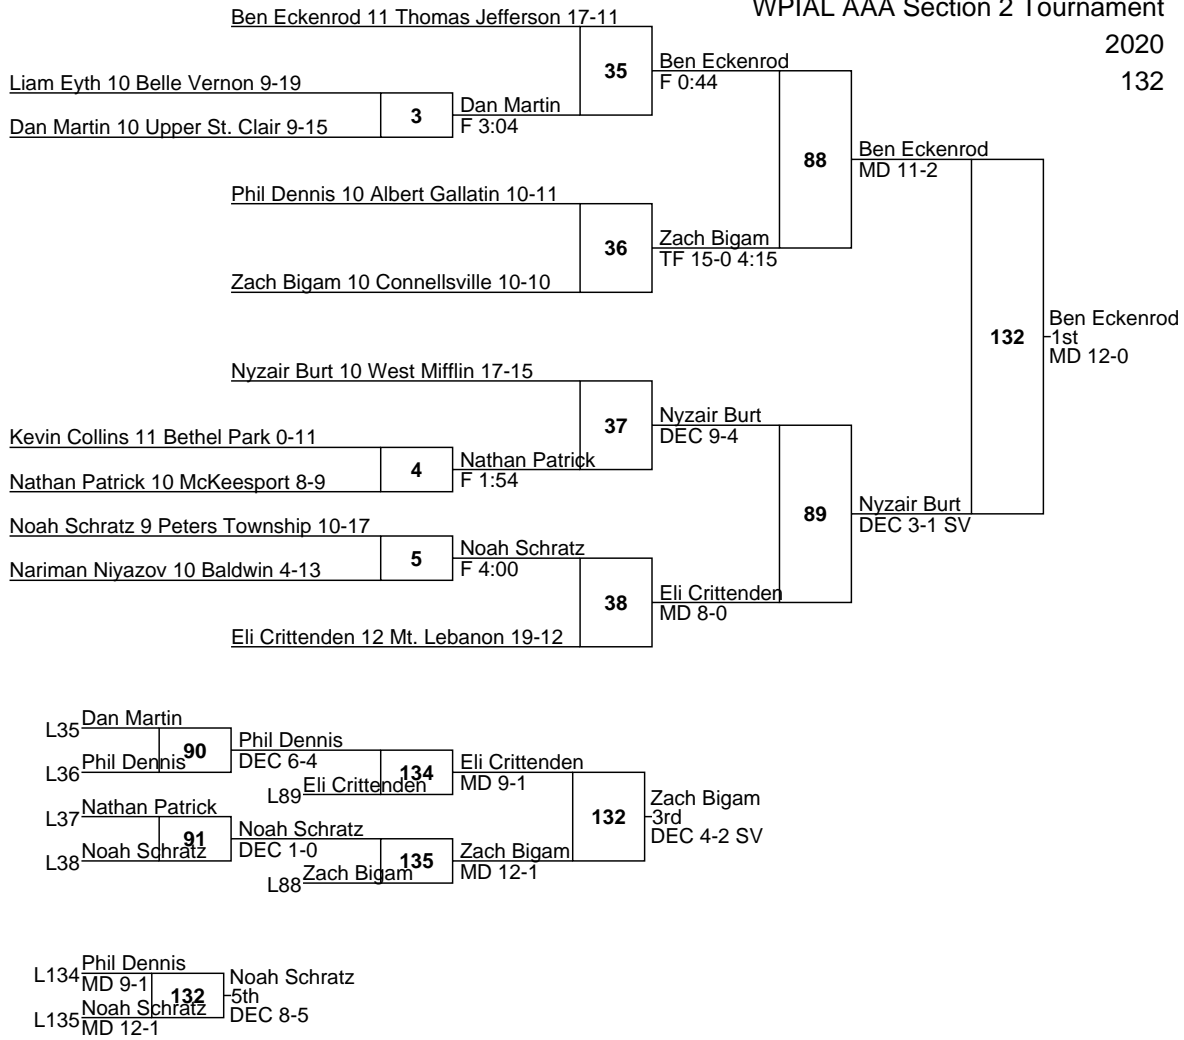 WPIAL AAA Section 2 Tournament
2020
132
Ben Eckenrod 11 Thomas Jefferson 17-11
35
Ben Eckenrod
F 0:44
Liam Eyth 10 Belle Vernon 9-19
3
Dan Martin
F 3:04
Dan Martin 10 Upper St. Clair 9-15
88
Ben Eckenrod
MD 11-2
Phil Dennis 10 Albert Gallatin 10-11
36
Zach Bigam
TF 15-0 4:15
Zach Bigam 10 Connellsville 10-10
132
Ben Eckenrod
1st
MD 12-0
Nyzair Burt 10 West Mifflin 17-15
37
Nyzair Burt
DEC 9-4
Kevin Collins 11 Bethel Park 0-11
4
Nathan Patrick
F 1:54
Nathan Patrick 10 McKeesport 8-9
89
Nyzair Burt
DEC 3-1 SV
Noah Schratz 9 Peters Township 10-17
5
Noah Schratz
F 4:00
Nariman Niyazov 10 Baldwin 4-13
38
Eli Crittenden
MD 8-0
Eli Crittenden 12 Mt. Lebanon 19-12
L35 Dan Martin
90
Phil Dennis
DEC 6-4
L36 Phil Dennis
134
Eli Crittenden
MD 9-1
L89 Eli Crittenden
L37 Nathan Patrick
91
Noah Schratz
DEC 1-0
L38 Noah Schratz
135
Zach Bigam
MD 12-1
L88 Zach Bigam
132
Zach Bigam
3rd
DEC 4-2 SV
L134 Phil Dennis
MD 9-1
132
Noah Schratz
5th
DEC 8-5
L135 Noah Schratz
MD 12-1